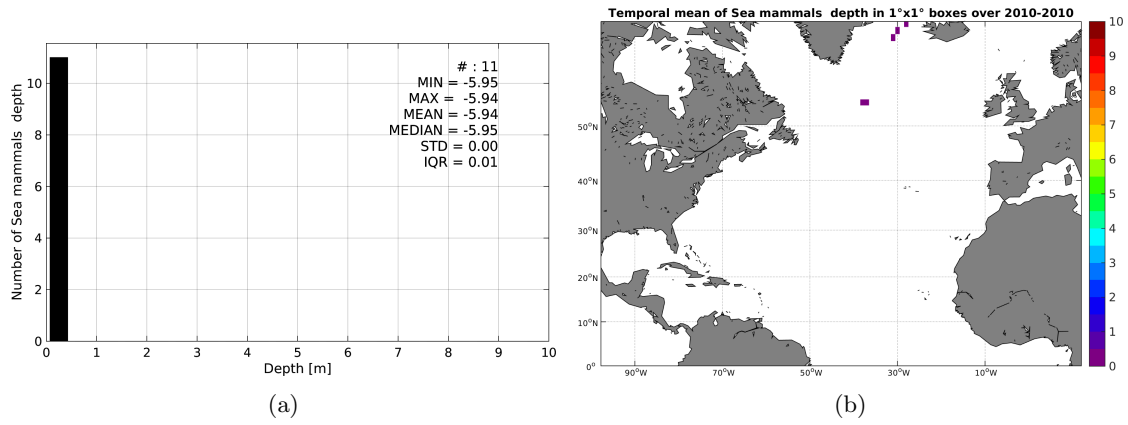 # : 11
MIN = -5.95
MAX = -5.94
MEAN = -5.94
MEDIAN = -5.95
STD = 0.00
IQR = 0.01
Number of Sea mammals  depth
10
8
6
4
2
0
0 1 2 3 4 5 6 7 8 9 10
Depth [m]
(a)
Temporal mean of Sea mammals  depth in 1°x1° boxes over 2010-2010
50°N
40°N
30°N
20°N
10°N
0°
90°W 70°W 50°W 30°W 10°W
10
9
8
7
6
5
4
3
2
1
0
(b)